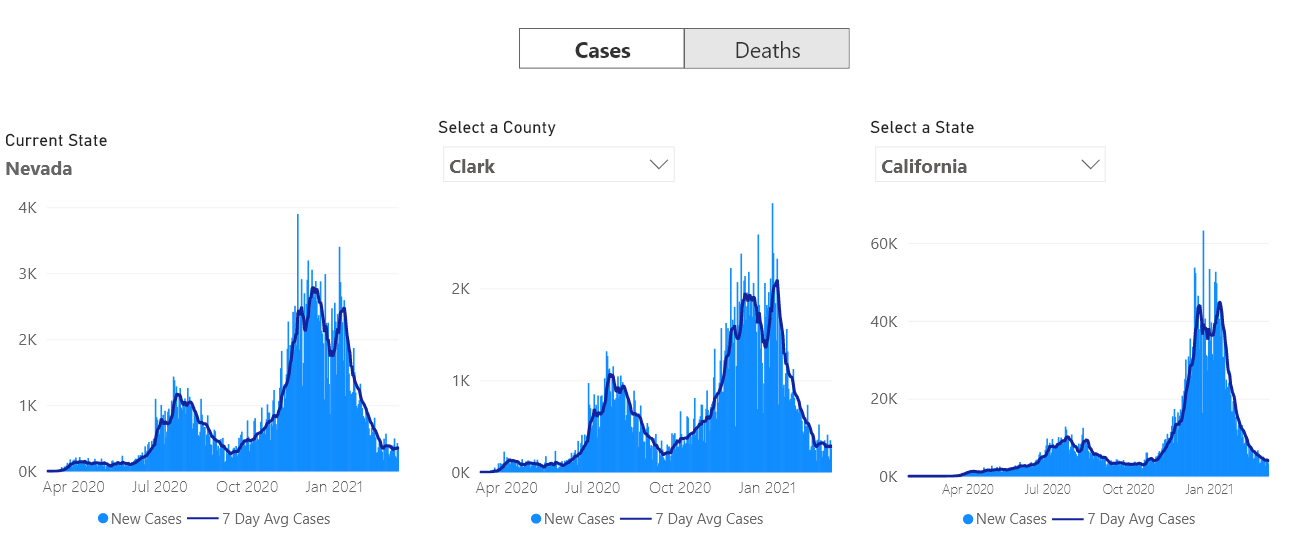 Cases Deaths
Current State
Nevada
4K
3K
2K
1K
0K
Apr 2020 Jul 2020 Oct 2020 Jan 2021
New Cases 7 Day Avg Cases
Select a County
Clark
2K
1K
0K
Apr 2020 Jul 2020 Oct 2020 Jan 2021
New Cases 7 Day Avg Cases
Select a State
California
60K
40K
20K
0K
Apr 2020 Jul 2020 Oct 2020 Jan 2021
New Cases 7 Day Avg Cases